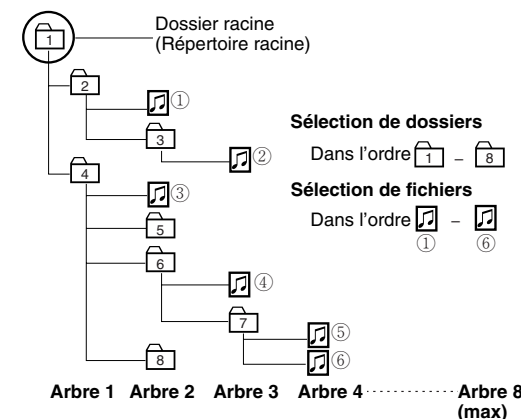 Dossier racine
(Répertoire racine)
1
2
①
3
②
4
③
5
6
④
7
⑤
⑥
8
Sélection de dossiers
Dans l'ordre 1 – 8
Sélection de fichiers
Dans l'ordre –
① ⑥
Arbre 1 Arbre 2 Arbre 3 Arbre 4 ............ Arbre 8
(max)